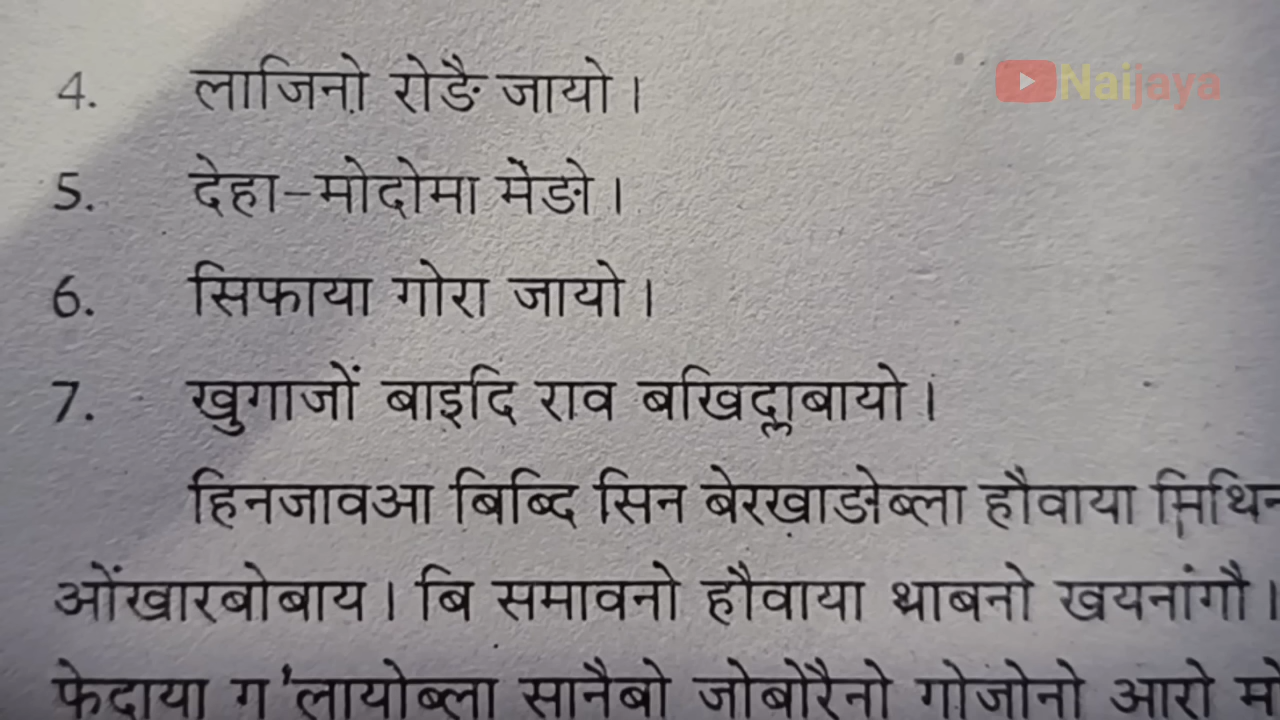 Naijaya
4. लाजिनो रोङै जायो।
5. देहा-मोदोमा मेङो।
6. सिफाया गोरा जायो।
7. खुगाजों बाइदि राव बखिद्लाबायो।
हिनजावआ बिब्दि सिन बेरखाङोब्ला हौवाया मिथिन
ओंखारबोबाय। बि समावनो हौवाया थाबनो खयनांगौ।
फेदाया ग'लायोब्ला सानैबो जोबोरैनो गोजोनो आरो